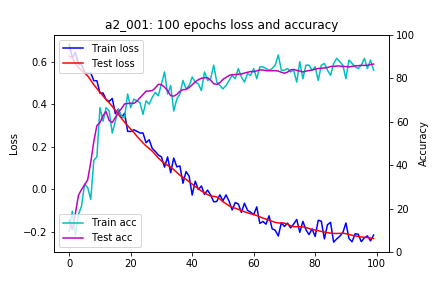 a2_001: 100 epochs loss and accuracy
Train loss
Test loss
Train acc
Test acc
Loss
0.6
0.4
0.2
0.0
−0.2
Accuracy
100
80
60
40
20
0
0
20
40
60
80
100